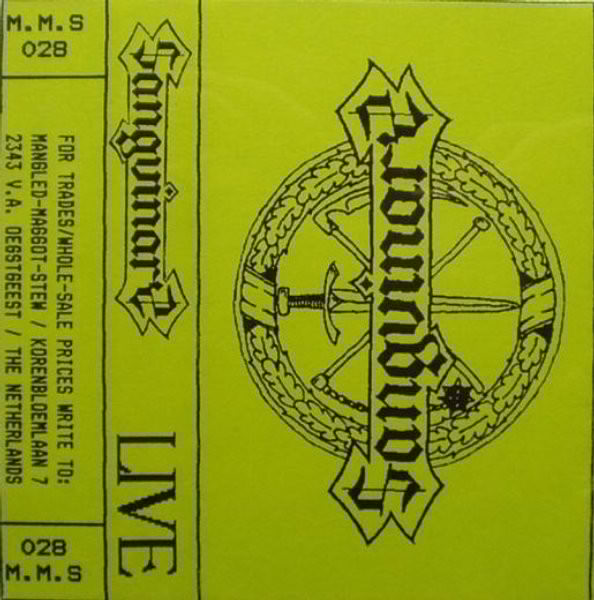 M.M.S
028
FOR TRADES/WHOLE-SALE PRICES WRITE TO:
MANGLED-MAGGOT-STEW / KORENBLOEMLAAN 7
2343 V.A. OEGSTGEEST / THE NETHERLANDS
028
M.M.S
Sanguinary
LIVE
Sanguinary